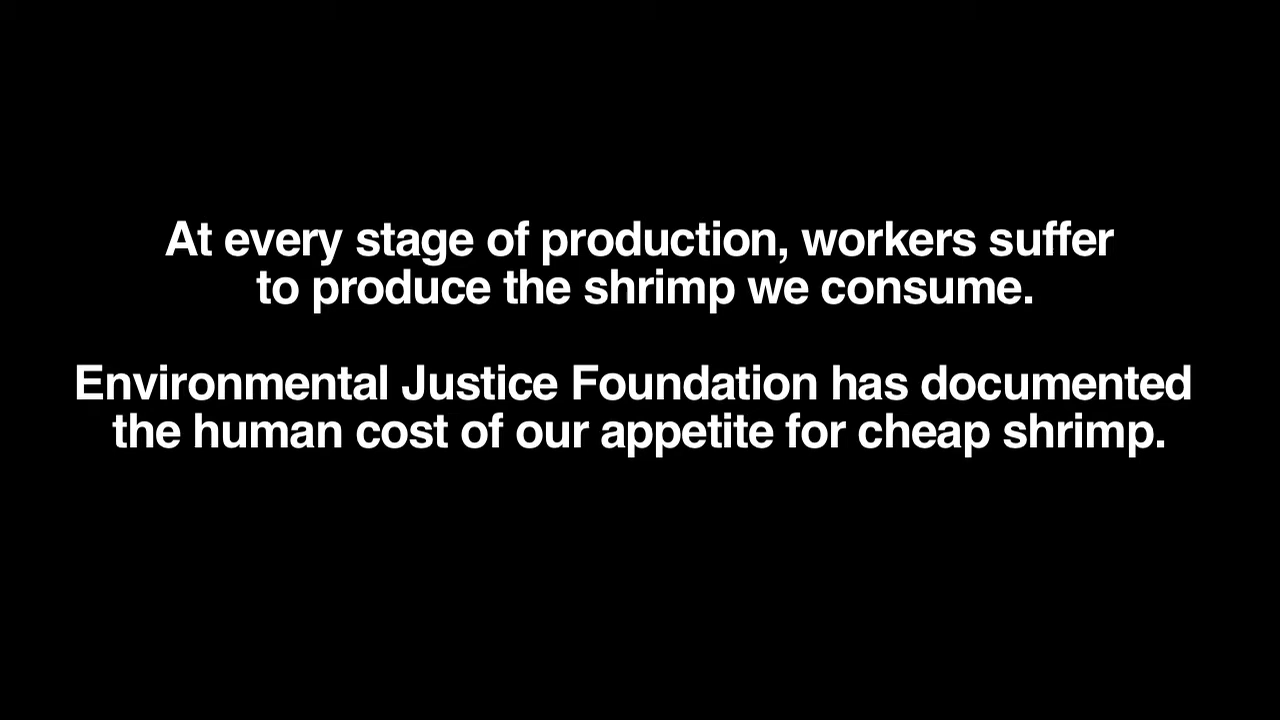 At every stage of production, workers suffer
to produce the shrimp we consume.
Environmental Justice Foundation has documented
the human cost of our appetite for cheap shrimp.